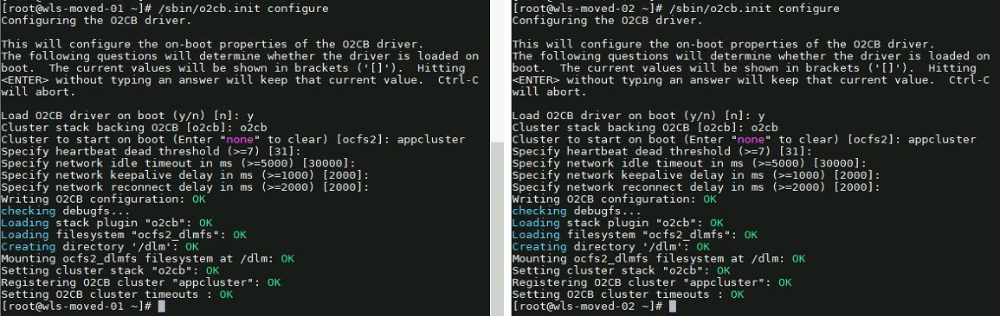 [root@wls-moved-01 ~]# /sbin/o2cb.init configure
Configuring the O2CB driver.
This will configure the on-boot properties of the O2CB driver.
The following questions will determine whether the driver is loaded on
boot.  The current values will be shown in brackets ('[]').  Hitting
<ENTER> without typing an answer will keep that current value.  Ctrl-C
will abort.
Load O2CB driver on boot (y/n) [n]: y
Cluster stack backing O2CB [o2cb]: o2cb
Cluster to start on boot (Enter "none" to clear) [ocfs2]: appcluster
Specify heartbeat dead threshold (>=7) [31]:
Specify network idle timeout in ms (>=5000) [30000]:
Specify network keepalive delay in ms (>=1000) [2000]:
Specify network reconnect delay in ms (>=2000) [2000]:
Writing O2CB configuration: OK
checking debugfs...
Loading stack plugin "o2cb": OK
Loading filesystem "ocfs2_dlmfs": OK
Creating directory '/dlm': OK
Mounting ocfs2_dlmfs filesystem at /dlm: OK
Setting cluster stack "o2cb": OK
Registering O2CB cluster "appcluster": OK
Setting O2CB cluster timeouts : OK
[root@wls-moved-01 ~]#
[root@wls-moved-02 ~]# /sbin/o2cb.init configure
Configuring the O2CB driver.
This will configure the on-boot properties of the O2CB driver.
The following questions will determine whether the driver is loaded on
boot.  The current values will be shown in brackets ('[]').  Hitting
<ENTER> without typing an answer will keep that current value.  Ctrl-C
will abort.
Load O2CB driver on boot (y/n) [n]: y
Cluster stack backing O2CB [o2cb]: o2cb
Cluster to start on boot (Enter "none" to clear) [ocfs2]: appcluster
Specify heartbeat dead threshold (>=7) [31]:
Specify network idle timeout in ms (>=5000) [30000]:
Specify network keepalive delay in ms (>=1000) [2000]:
Specify network reconnect delay in ms (>=2000) [2000]:
Writing O2CB configuration: OK
checking debugfs...
Loading stack plugin "o2cb": OK
Loading filesystem "ocfs2_dlmfs": OK
Creating directory '/dlm': OK
Mounting ocfs2_dlmfs filesystem at /dlm: OK
Setting cluster stack "o2cb": OK
Registering O2CB cluster "appcluster": OK
Setting O2CB cluster timeouts : OK
[root@wls-moved-02 ~]#